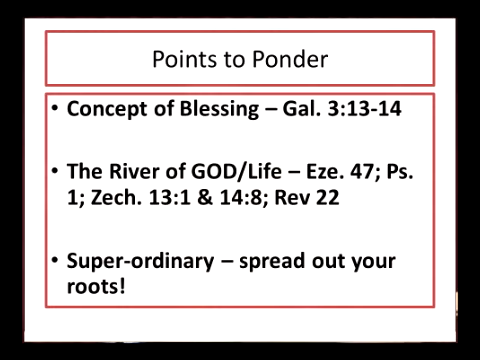 Points to Ponder
• Concept of Blessing – Gal. 3:13-14
• The River of GOD/Life – Eze. 47; Ps.
1; Zech. 13:1 & 14:8; Rev 22
• Super-ordinary – spread out your
roots!